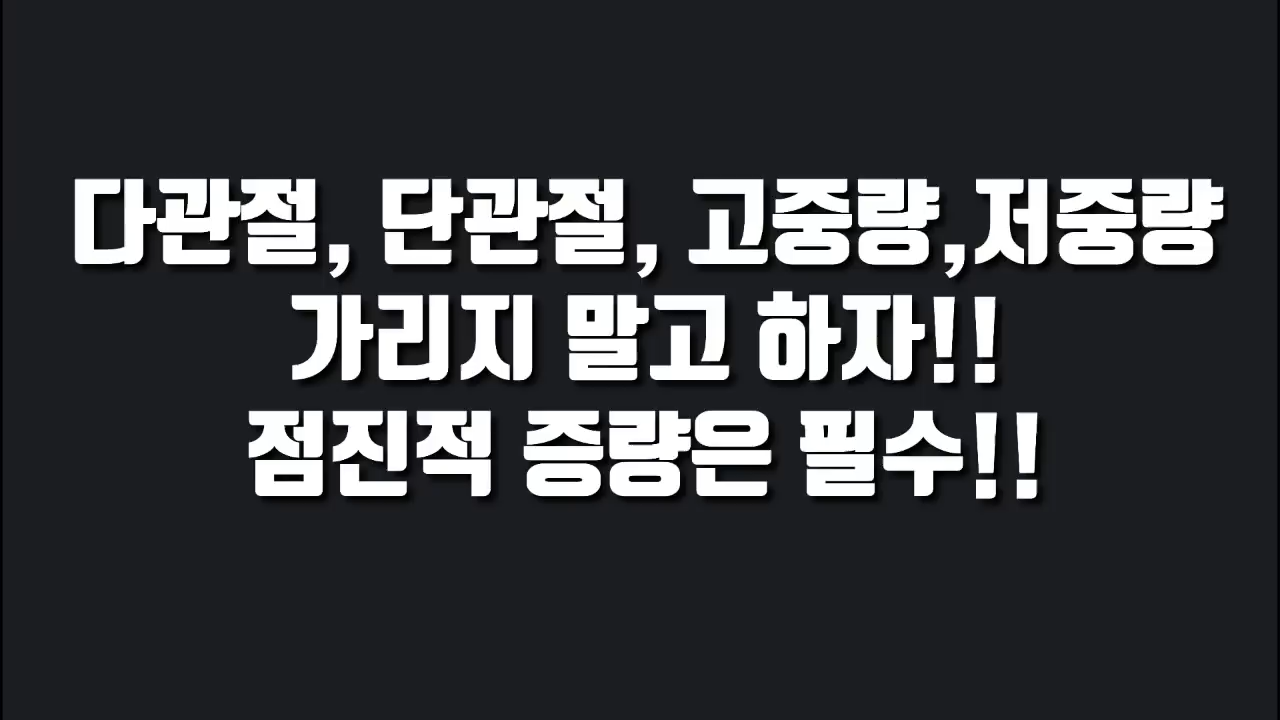 다관절, 단관절, 고중량,저중량
가리지 말고 하자!!
점진적 증량은 필수!!